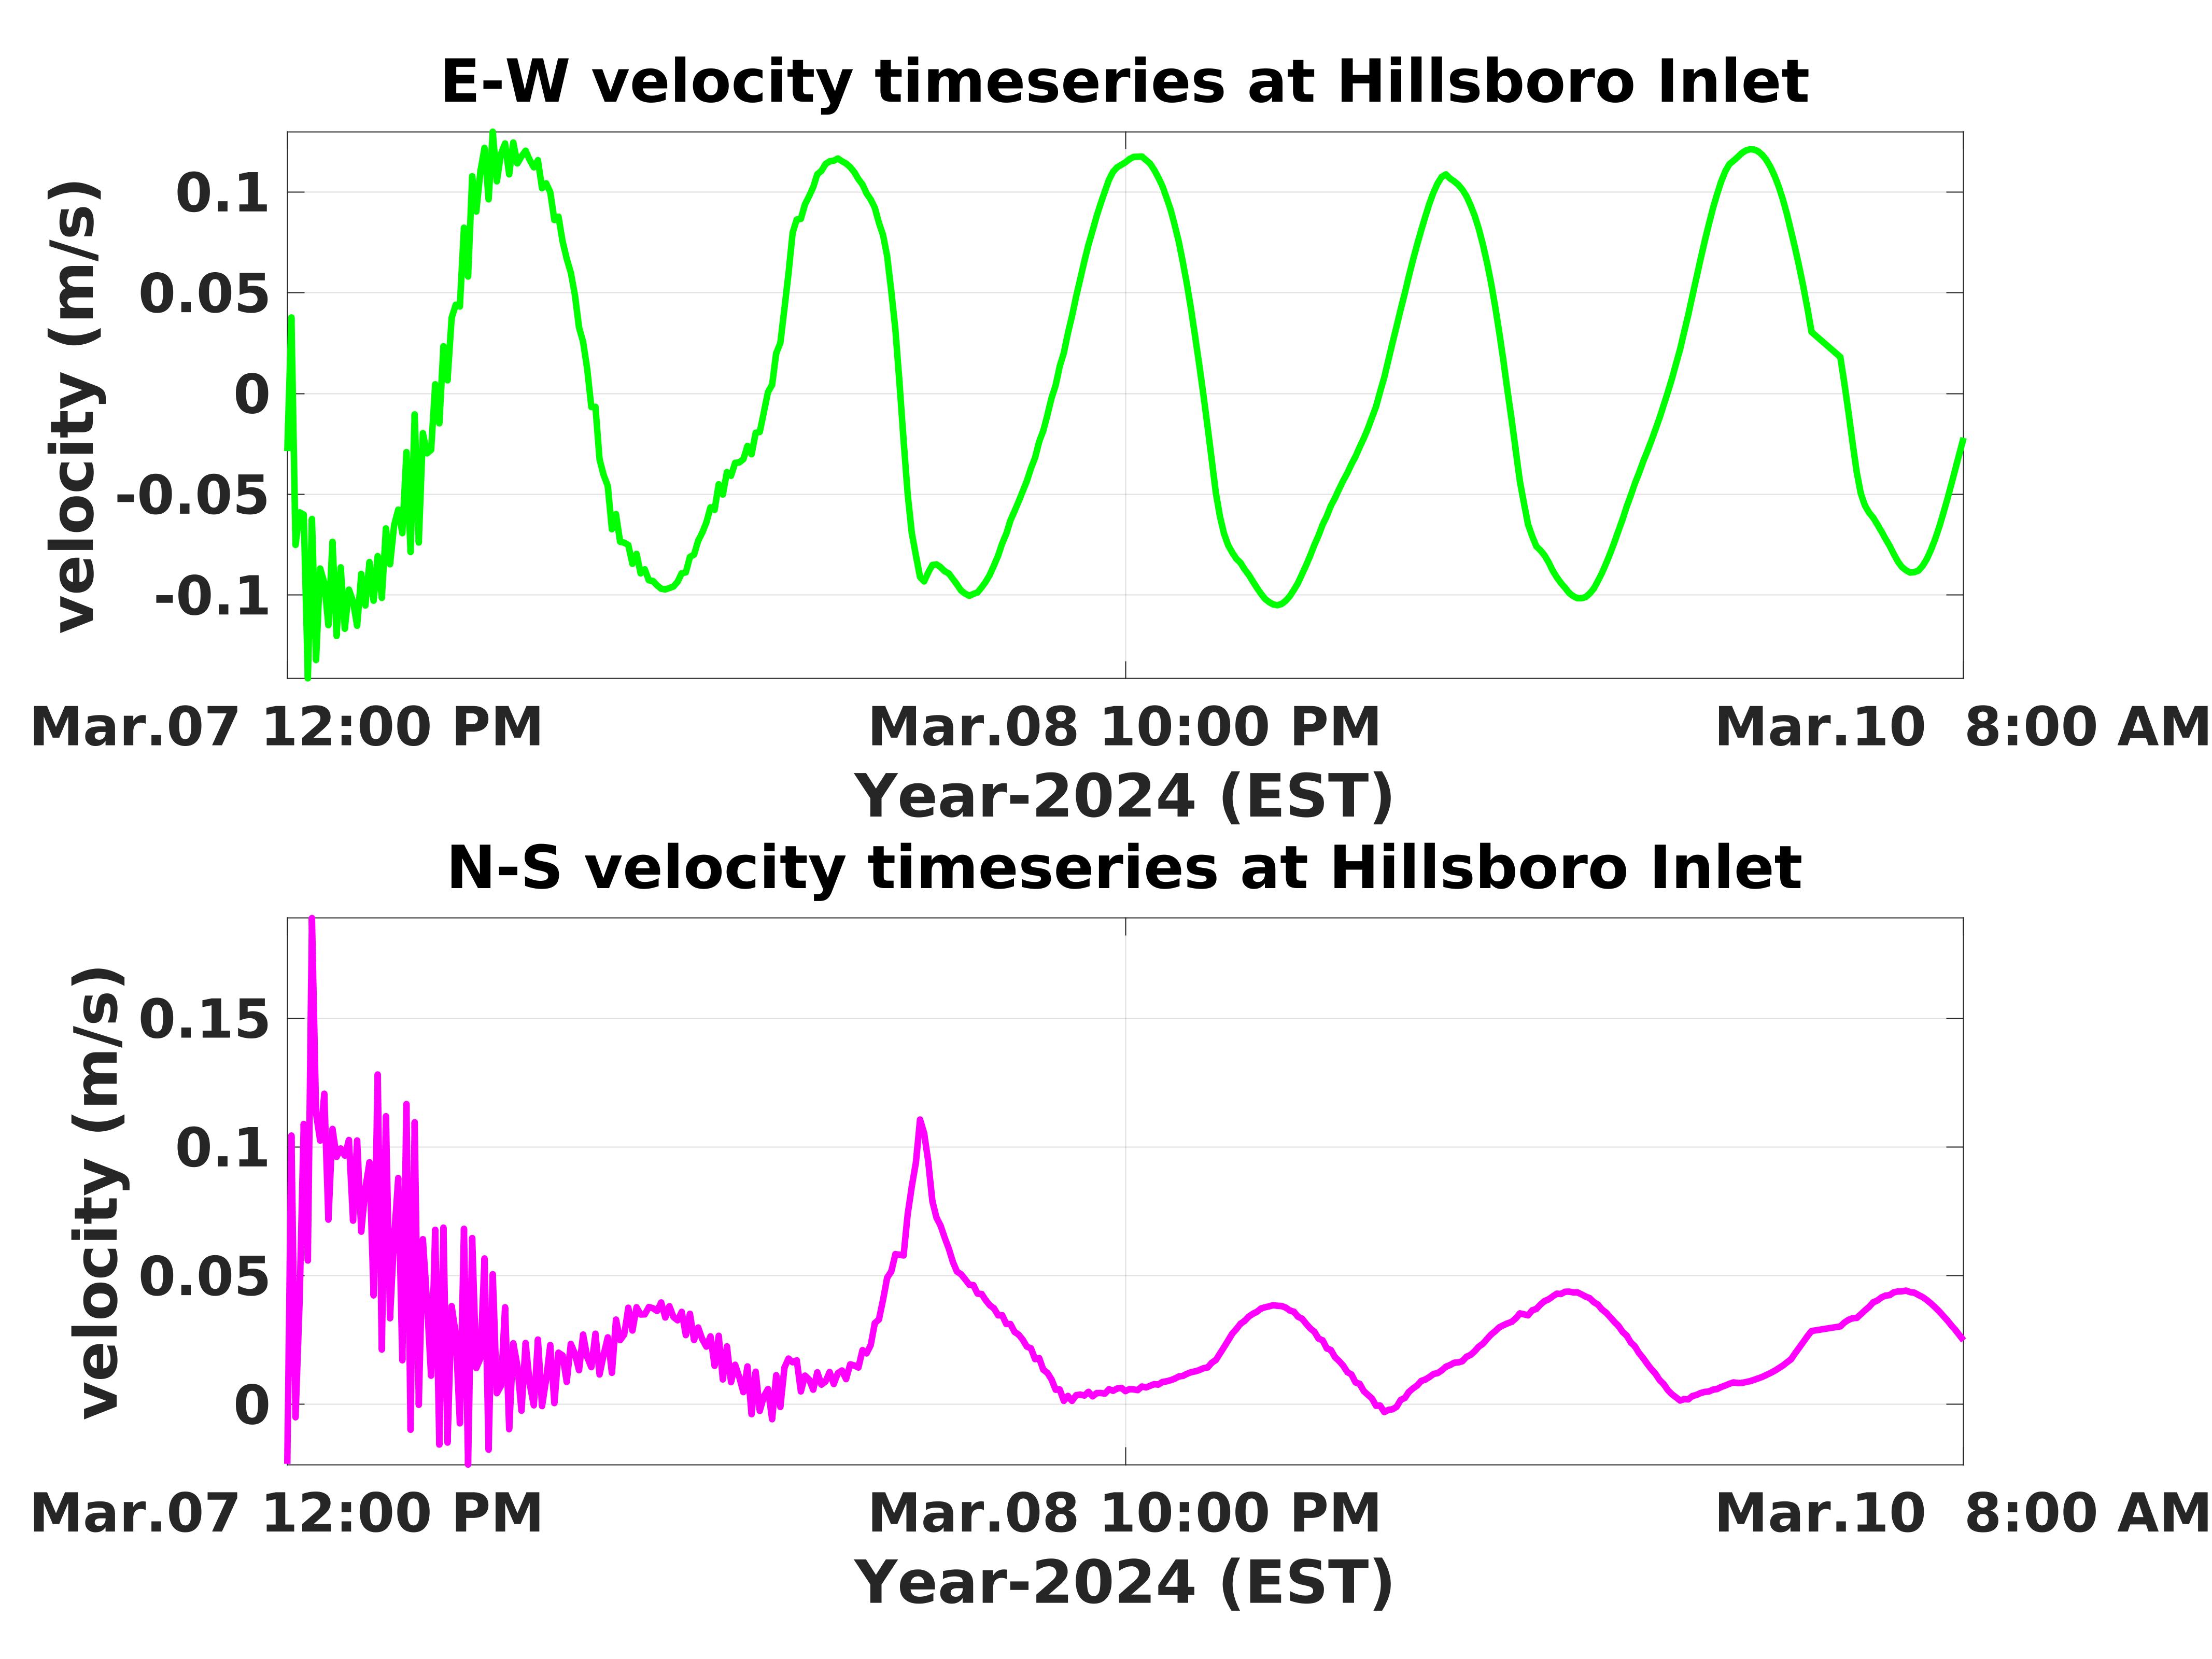 E-W velocity timeseries at Hillsboro Inlet
velocity (m/s)
0.1
0.05
0
-0.05
-0.1
Mar.07 12:00 PM Mar.08 10:00 PM Mar.10 8:00 AM
Year-2024 (EST)
N-S velocity timeseries at Hillsboro Inlet
velocity (m/s)
0.15
0.1
0.05
0
Mar.07 12:00 PM Mar.08 10:00 PM Mar.10 8:00 AM
Year-2024 (EST)